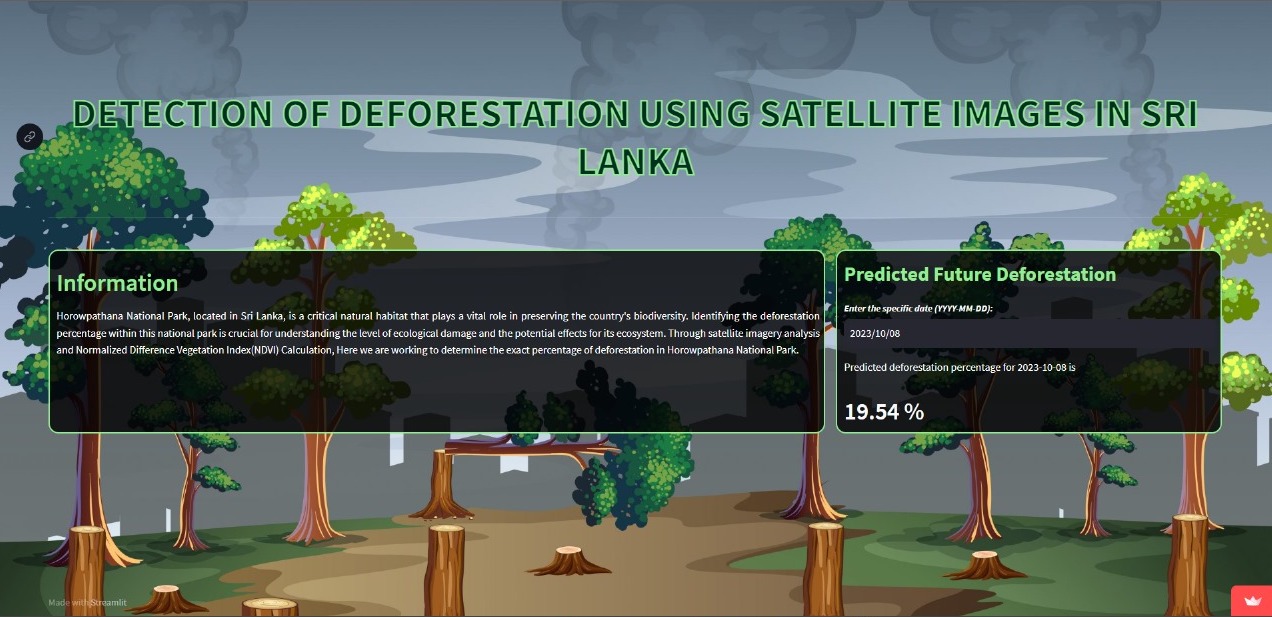 DETECTION OF DEFORESTATION USING SATELLITE IMAGES IN SRI
LANKA
Information
Horowpathana National Park, located in Sri Lanka, is a critical natural habitat that plays a vital role in preserving the country's biodiversity. Identifying the deforestation
percentage within this national park is crucial for understanding the level of ecological damage and the potential effects for its ecosystem. Through satellite imagery analysis
and Normalized Difference Vegetation Index(NDVI) Calculation, Here we are working to determine the exact percentage of deforestation in Horowpathana National Park.
Predicted Future Deforestation
Enter the specific date (YYYY-MM-DD):
2023/10/08
Predicted deforestation percentage for 2023-10-08 is
19.54 %
Made with Streamlit